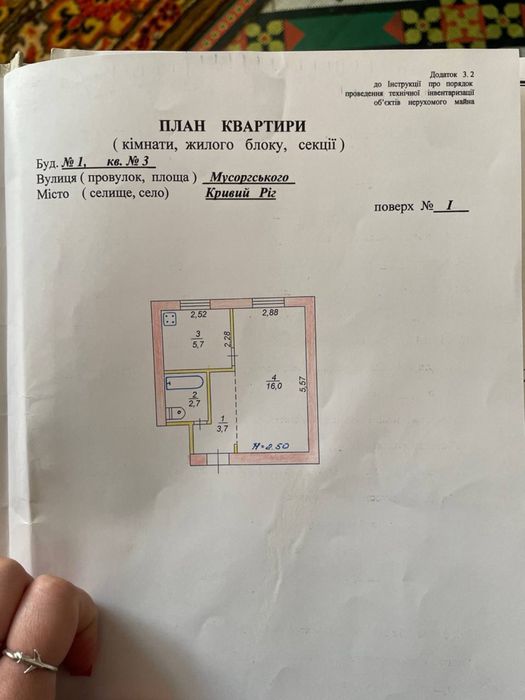 Додаток 3. 2
до Інструкції про порядок
проведення технічної інвентаризації
об'єктів нерухомого майна
ПЛАН КВАРТИРИ
( кімнати, жилого блоку, секції )
Буд. № 1, кв. № 3
Вулиця ( провулок, площа ) Мусоргського
Місто ( селище, село) Кривий Ріг
поверх № I
2,52 2,88
3
5,7
2,28
4
16,0
5,57
2
2,7
1
3,7
H=2.50